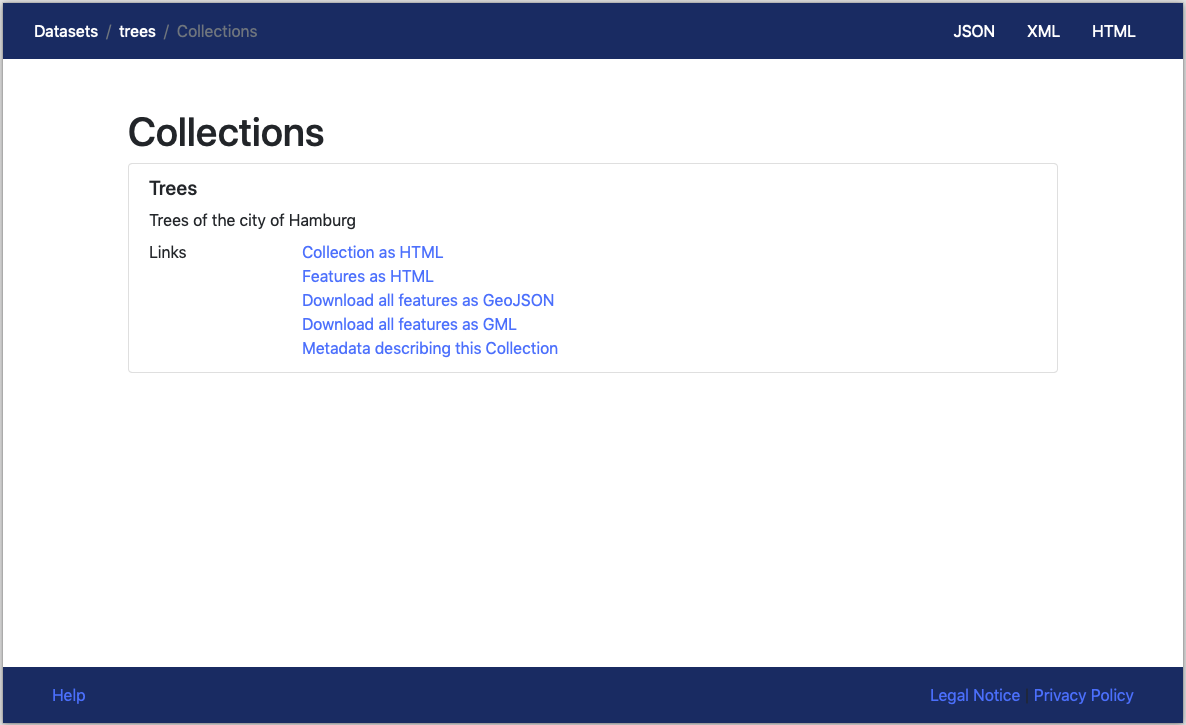 Datasets / trees / Collections JSON XML HTML
Collections
Trees
Trees of the city of Hamburg
Links Collection as HTML
Features as HTML
Download all features as GeoJSON
Download all features as GML
Metadata describing this Collection
Help Legal Notice | Privacy Policy